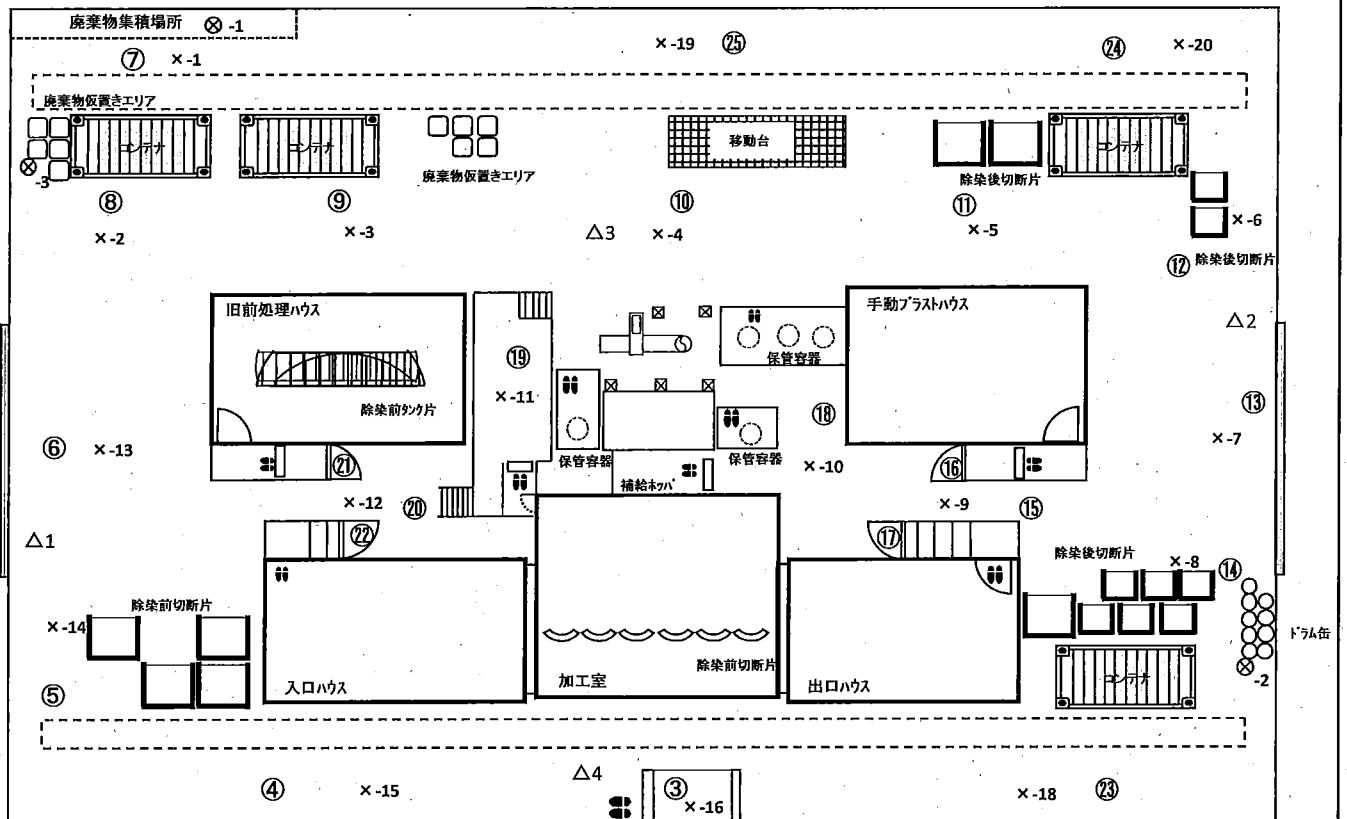 廃棄物集積場所 ⊗ -1
⑦ × -1
× -19 ㉕
㉔ × -20
廃棄物仮置きエリア
コンテナ
コンテナ
移動台
コンテナ
⊗ -3
廃棄物仮置きエリア
除染後切断片
⑧
⑨
⑩
⑪
× -2
× -3
△3
× -4
× -5
× -6
⑫ 除染後切断片
旧前処理ハウス
手動ブラストハウス
△2
⑲
保管容器
除染前タンク片
× -11
⑱
⑬
⑥ × -13
× -7
保管容器
保管容器
㉑
× -10
⑯
補給ホッパ
× -12 ⑳
× -9 ⑮
△1
㉒
⑰
除染後切断片
× -8 ⑭
除染前切断片
× -14
ドラム缶
除染前切断片
⊗ -2
⑤
入口ハウス
加工室
出口ハウス
コンテナ
④ × -15
△4
③ × -16
× -18 ㉓